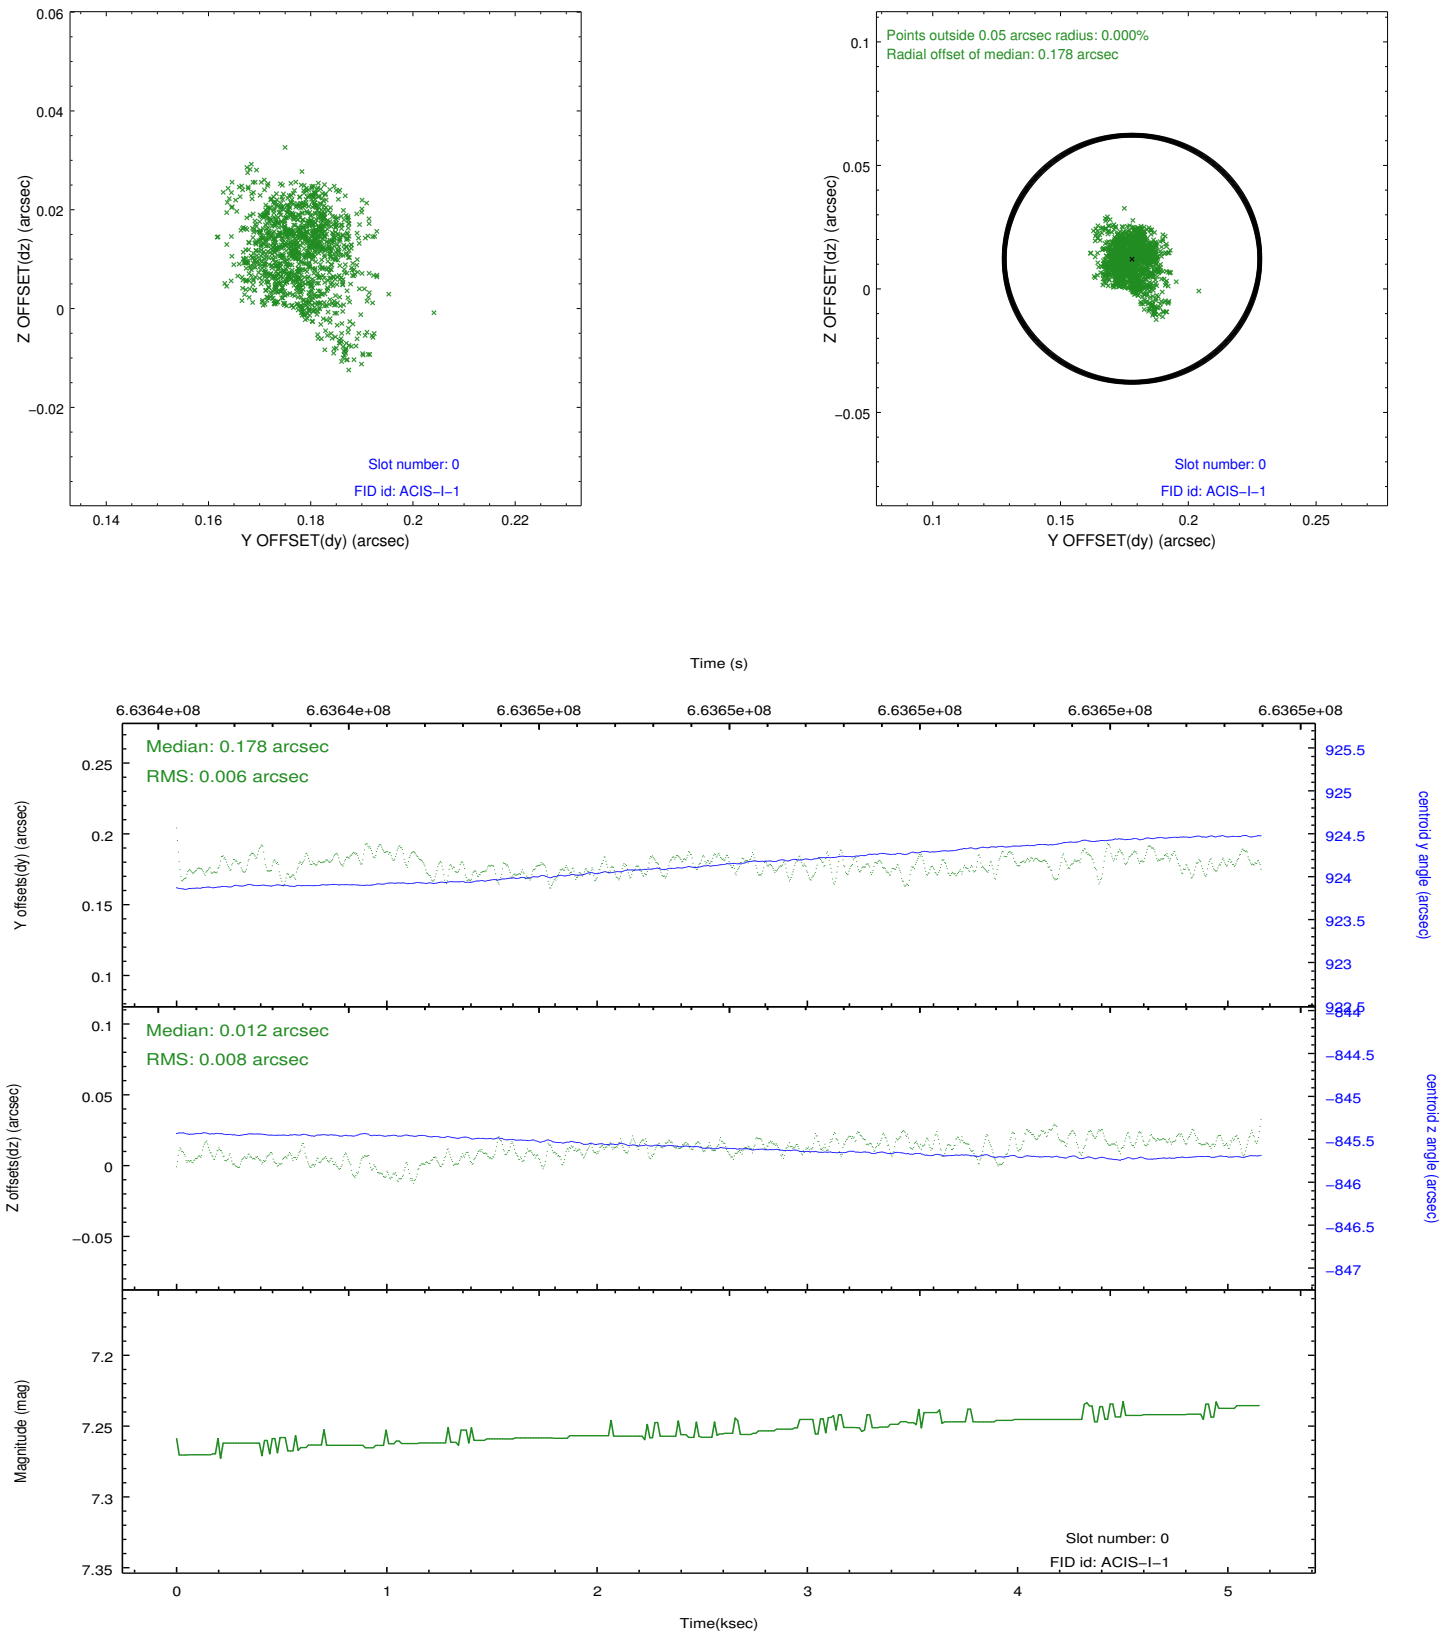 0.06
0.04
0.02
0
−0.02
Z OFFSET(dz) (arcsec)
Slot number: 0
FID id: ACIS−I−1
0.14 0.16 0.18 0.2 0.22
Y OFFSET(dy) (arcsec)
Points outside 0.05 arcsec radius: 0.000%
Radial offset of median: 0.178 arcsec
0.1
0.05
0
−0.05
Z OFFSET(dz) (arcsec)
Slot number: 0
FID id: ACIS−I−1
0.1 0.15 0.2 0.25
Y OFFSET(dy) (arcsec)
Time (s)
6.6364e+08 6.6364e+08 6.6365e+08 6.6365e+08 6.6365e+08 6.6365e+08 6.6365e+08
Median: 0.178 arcsec
RMS: 0.006 arcsec
0.25
0.2
0.15
0.1
Y offsets(dy) (arcsec)
925.5
925
924.5
924
923.5
923
922.5
centroid y angle (arcsec)
Median: 0.012 arcsec
RMS: 0.008 arcsec
0.1
0.05
0
−0.05
Z offsets(dz) (arcsec)
−844
−844.5
−845
−845.5
−846
−846.5
−847
centroid z angle (arcsec)
7.2
7.25
7.3
7.35
Magnitude (mag)
Slot number: 0
FID id: ACIS−I−1
0 1 2 3 4 5
Time(ksec)